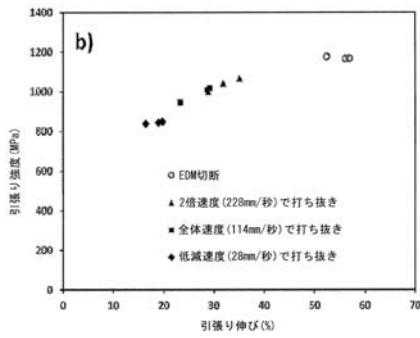 b)
1400
1200
1000
800
600
400
200
0
引張り強度(MPa)
EDM切断
2倍速度(228mm/秒)で打ち抜き
全体速度(114mm/秒)で打ち抜き
低減速度(28mm/秒)で打ち抜き
0 10 20 30 40 50 60 70
引張り伸び(%)